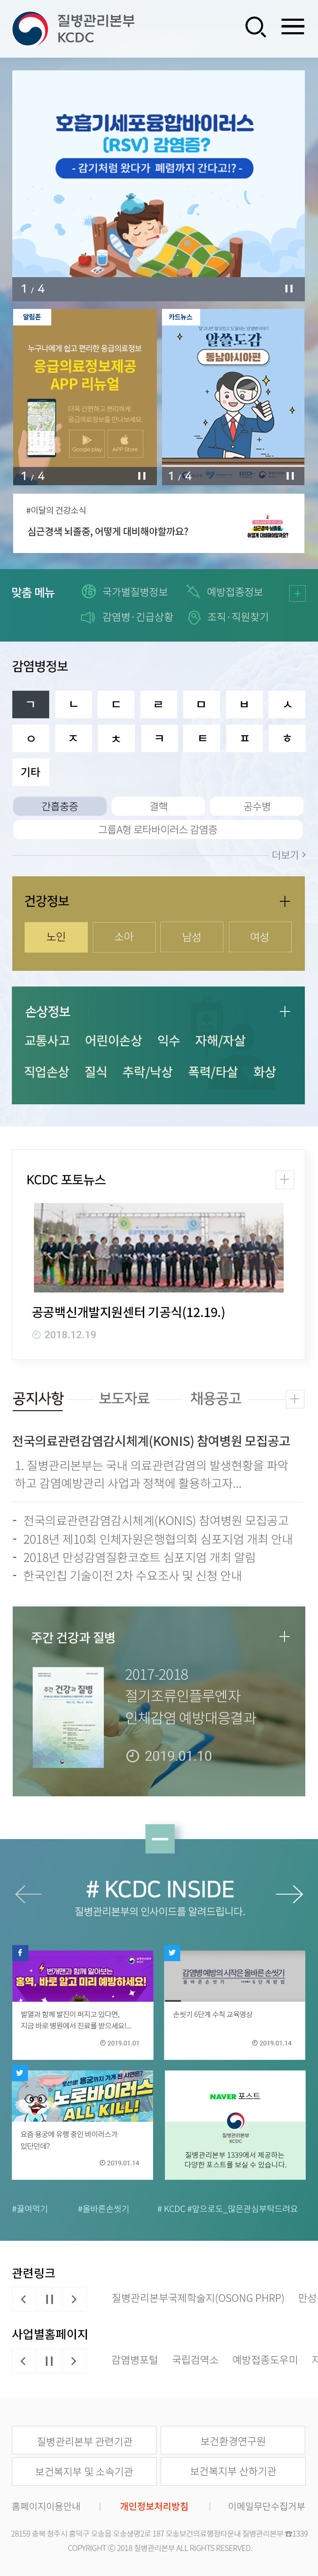 질병관리본부
KCDC
호흡기세포융합바이러스
(RSV) 감염증?
- 감기처럼 왔다가 폐렴까지 간다고!? -
1 / 4
알림존
누구나에게 쉽고 편리한 응급의료정보
응급의료정보제공
APP 리뉴얼
더욱 간편하고 편리하게
응급의료정보를 만나보세요.
Google play
APP Store
1 / 4
카드뉴스
알쏠도감
동남아시아편
1 / 4
#이달의 건강소식
심근경색 뇌졸중, 어떻게 대비해야할까요?
심근경색 뇌졸중,
어떻게 대비해야할까요?
맞춤 메뉴
국가별질병정보
예방접종정보
감염병·긴급상황
조직·직원찾기
감염병정보
ㄱ ㄴ ㄷ ㄹ ㅁ ㅂ ㅅ
ㅇ ㅈ ㅊ ㅋ ㅌ ㅍ ㅎ
기타
간흡충증 결핵 공수병
그룹A형 로타바이러스 감염증
더보기 >
건강정보
노인 소아 남성 여성
손상정보
교통사고 어린이손상 익수 자해/자살
직업손상 질식 추락/낙상 폭력/타살 화상
KCDC 포토뉴스
공공백신개발지원센터 기공식(12.19.)
2018.12.19
공지사항 보도자료 채용공고
전국의료관련감염감시체계(KONIS) 참여병원 모집공고
1. 질병관리본부는 국내 의료관련감염의 발생현황을 파악
하고 감염예방관리 사업과 정책에 활용하고자...
- 전국의료관련감염감시체계(KONIS) 참여병원 모집공고
- 2018년 제10회 인체자원은행협의회 심포지엄 개최 안내
- 2018년 만성감염질환코호트 심포지엄 개최 알림
- 한국인칩 기술이전 2차 수요조사 및 신청 안내
주간 건강과 질병
주간 건강과 질병
2017-2018
절기조류인플루엔자
인체감염 예방대응결과
2019.01.10
# KCDC INSIDE
질병관리본부의 인사이드를 알려드립니다.
번개맨과 함께 알아보는
홍역, 바로 알고 미리 예방하세요!
발열과 함께 발진이 퍼지고 있다면,
지금 바로 병원에서 진료를 받으세요!...
2019.01.01
감염병 예방의 시작은 올바른 손씻기
올바른손씻기 6단계방법
손씻기 6단계 수칙 교육영상
2019.01.14
노로바이러스
ALL KILL!
요즘 용궁에 유행 중인 바이러스가
있단던데?
2019.01.14
NAVER 포스트
질병관리본부
KCDC
질병관리본부 1339에서 제공하는
다양한 포스트를 보실 수 있습니다.
#끓여먹기 #올바른손씻기 # KCDC #앞으로도_많은관심부탁드려요
관련링크
질병관리본부국제학술지(OSONG PHRP) 만성
사업별홈페이지
감염병포털 국립검역소 예방접종도우미
질병관리본부 관련기관
보건환경연구원
보건복지부 및 소속기관
보건복지부 산하기관
홈페이지이용안내 | 개인정보처리방침 | 이메일무단수집거부
28159 충북 청주시 흥덕구 오송읍 오송생명2로 187 오송보건의료행정타운내 질병관리본부 ☎1339
COPYRIGHT ⓒ 2018 질병관리본부 ALL RIGHTS RESERVED.